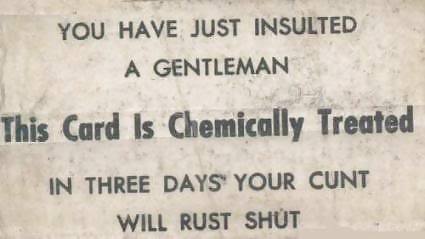 YOU HAVE JUST INSULTED
A GENTLEMAN
This Card Is Chemically Treated
IN THREE DAYS YOUR CUNT
WILL RUST SHUT